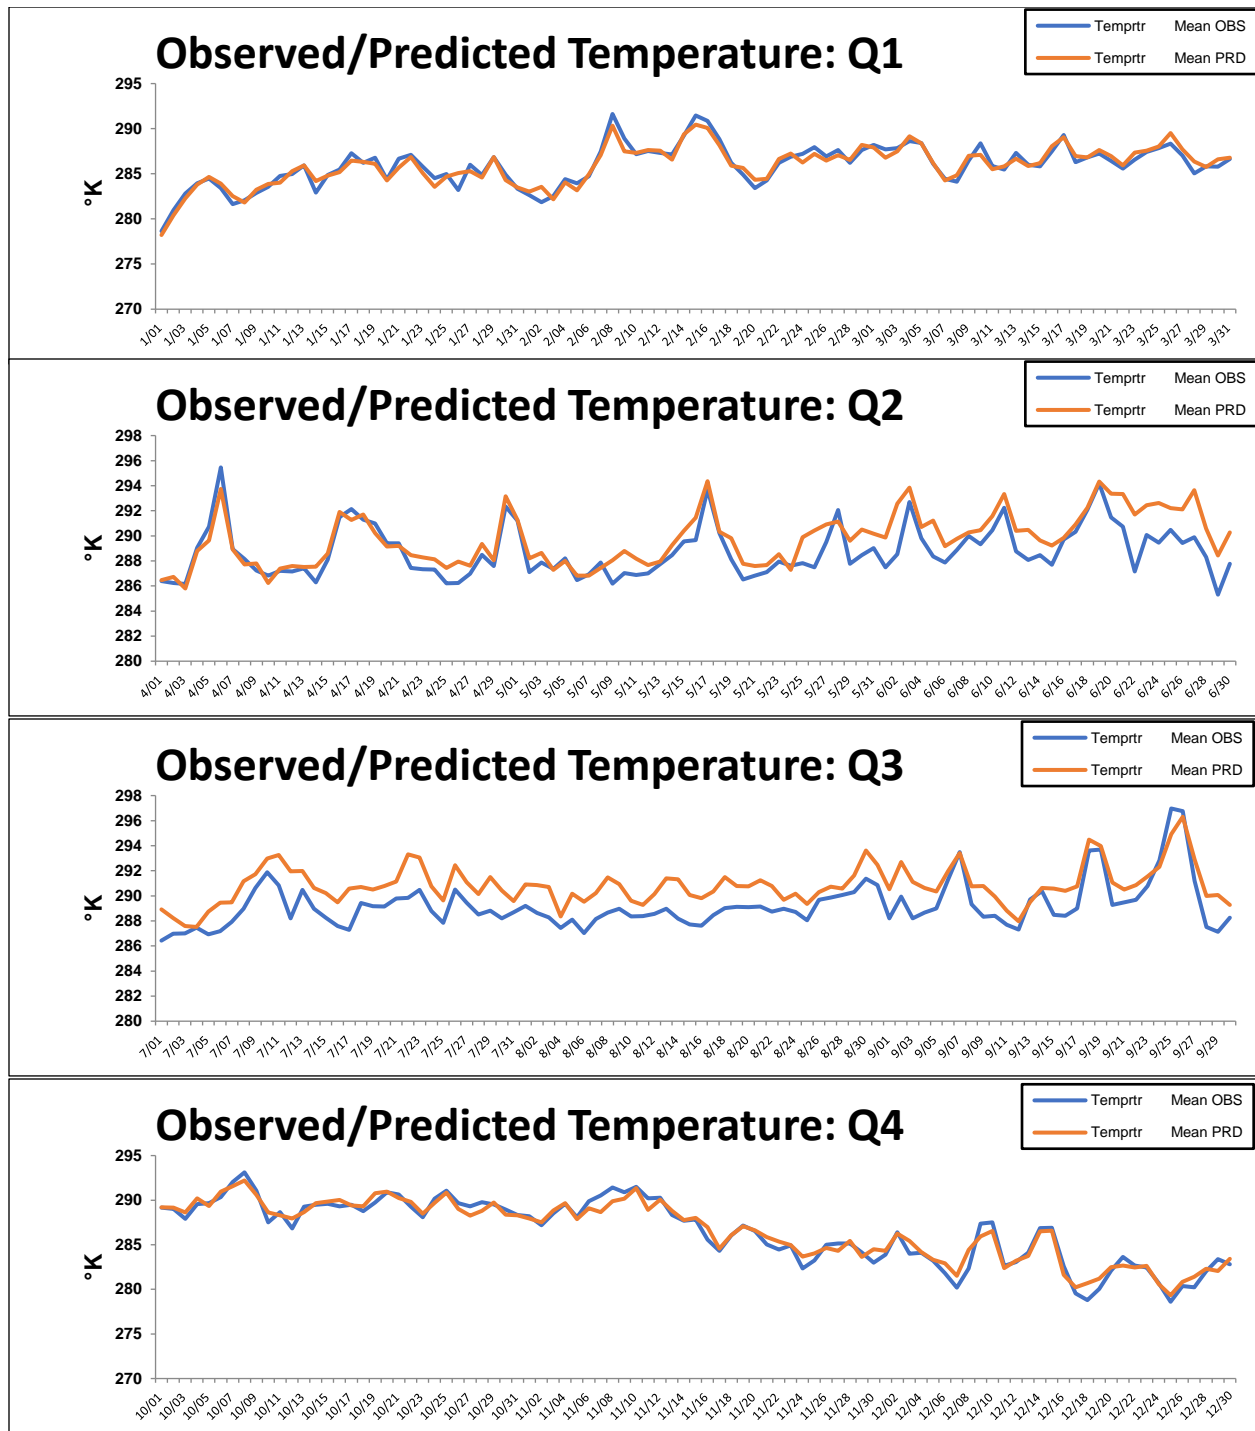 Observed/Predicted Temperature: Q1
Temprtr Mean OBS
Temprtr Mean PRD
295
290
285
280
275
270
°K
1/01 1/03 1/05 1/07 1/09 1/11 1/13 1/15 1/17 1/19 1/21 1/23 1/25 1/27 1/29 1/31 2/02 2/04 2/06 2/08 2/10 2/12 2/14 2/16 2/18 2/20 2/22 2/24 2/26 2/28 3/01 3/03 3/05 3/07 3/09 3/11 3/13 3/15 3/17 3/19 3/21 3/23 3/25 3/27 3/29 3/31
Observed/Predicted Temperature: Q2
Temprtr Mean OBS
Temprtr Mean PRD
298
296
294
292
290
288
286
284
282
280
°K
4/01 4/03 4/05 4/07 4/09 4/11 4/13 4/15 4/17 4/19 4/21 4/23 4/25 4/27 4/29 5/01 5/03 5/05 5/07 5/09 5/11 5/13 5/15 5/17 5/19 5/21 5/23 5/25 5/27 5/29 5/31 6/02 6/04 6/06 6/08 6/10 6/12 6/14 6/16 6/18 6/20 6/22 6/24 6/26 6/28 6/30
Observed/Predicted Temperature: Q3
Temprtr Mean OBS
Temprtr Mean PRD
298
296
294
292
290
288
286
284
282
280
°K
7/01 7/03 7/05 7/07 7/09 7/11 7/13 7/15 7/17 7/19 7/21 7/23 7/25 7/27 7/29 7/31 8/02 8/04 8/06 8/08 8/10 8/12 8/14 8/16 8/18 8/20 8/22 8/24 8/26 8/28 8/30 9/01 9/03 9/05 9/07 9/09 9/11 9/13 9/15 9/17 9/19 9/21 9/23 9/25 9/27 9/29
Observed/Predicted Temperature: Q4
Temprtr Mean OBS
Temprtr Mean PRD
295
290
285
280
275
270
°K
10/01 10/03 10/05 10/07 10/09 10/11 10/13 10/15 10/17 10/19 10/21 10/23 10/25 10/27 10/29 10/31 11/02 11/04 11/06 11/08 11/10 11/12 11/14 11/16 11/18 11/20 11/22 11/24 11/26 11/28 11/30 12/02 12/04 12/06 12/08 12/10 12/12 12/14 12/16 12/18 12/20 12/22 12/24 12/26 12/28 12/30